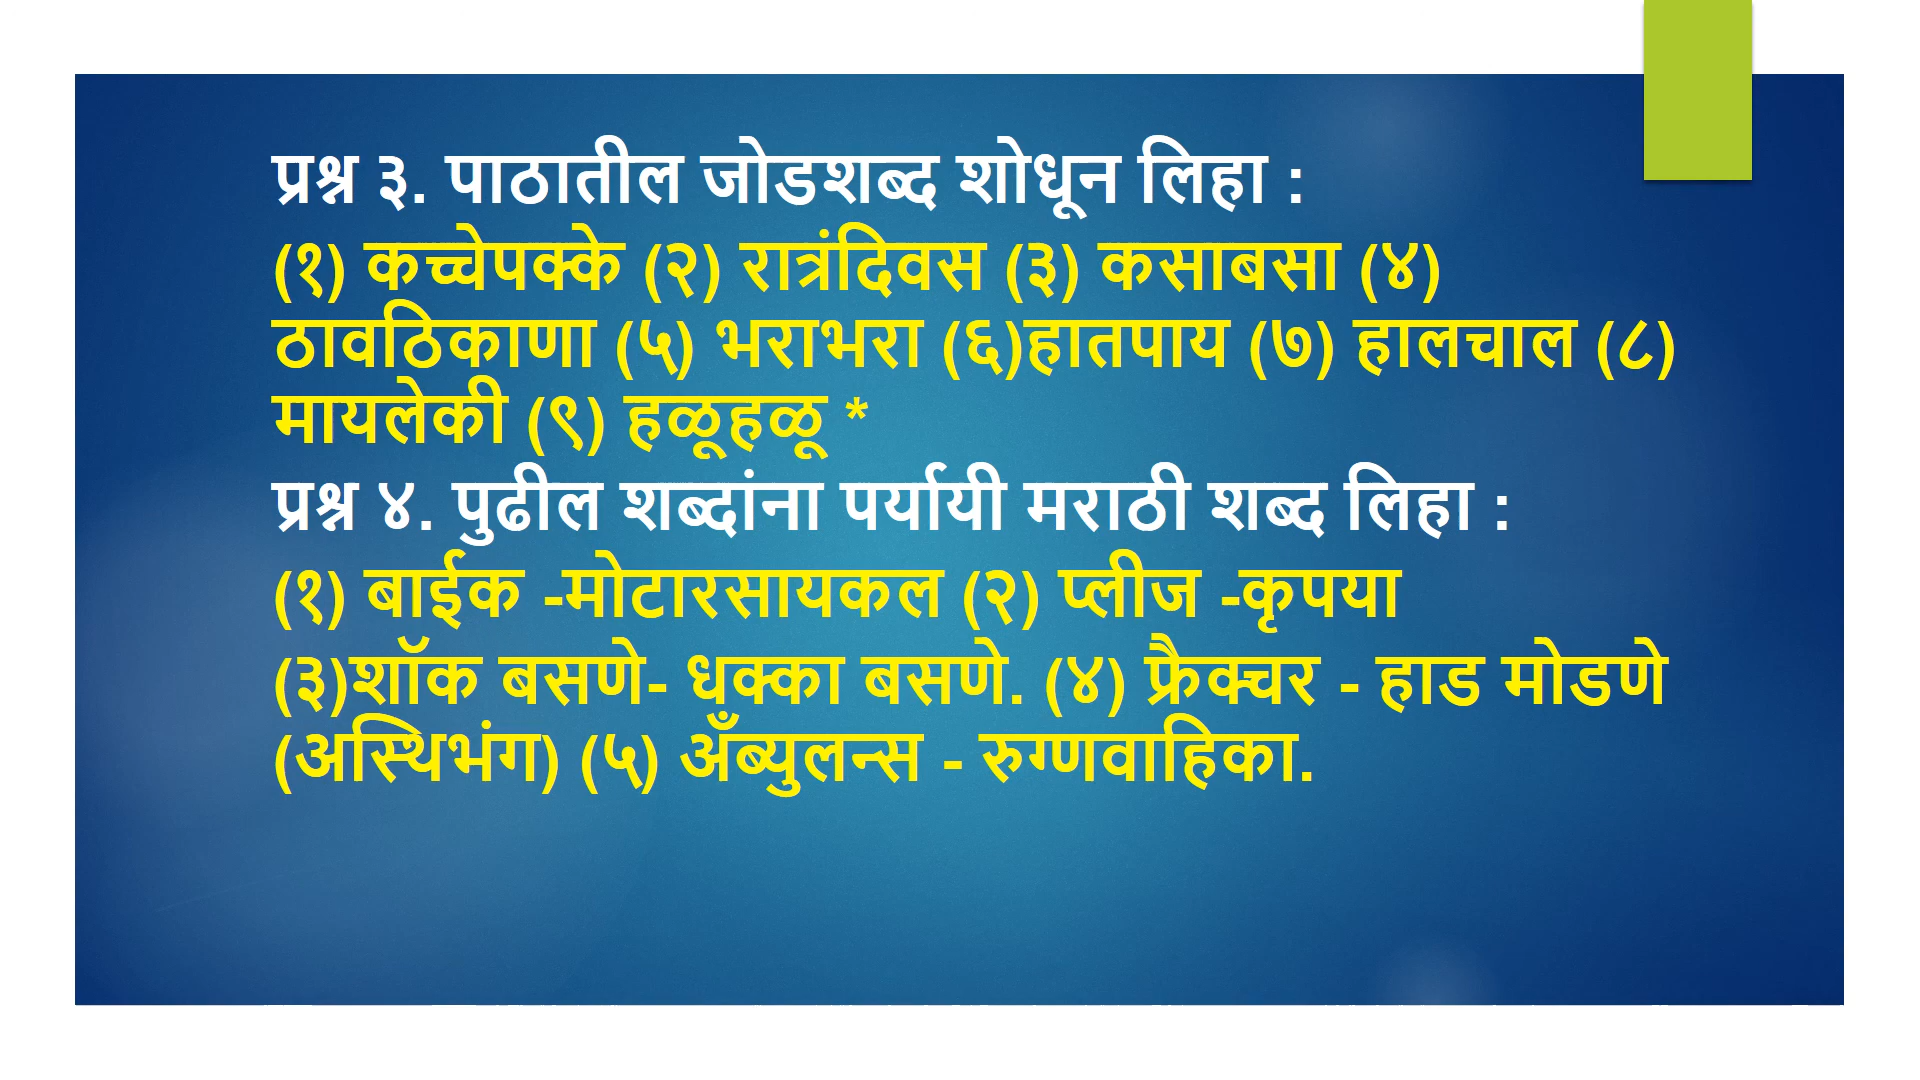 प्रश्न ३. पाठातील जोडशब्द शोधून लिहा :
(१) कच्चेपक्के (२) रात्रंदिवस (३) कसाबसा (४)
ठावठिकाणा (५) भराभरा (६)हातपाय (७) हालचाल (८)
मायलेकी (९) हळूहळू *
प्रश्न ४. पुढील शब्दांना पर्यायी मराठी शब्द लिहा :
(१) बाईक -मोटारसायकल (२) प्लीज -कृपया
(३)शॉक बसणे- धक्का बसणे. (४) फ्रैक्चर - हाड मोडणे
(अस्थिभंग) (५) अँब्युलन्स - रुग्णवाहिका.